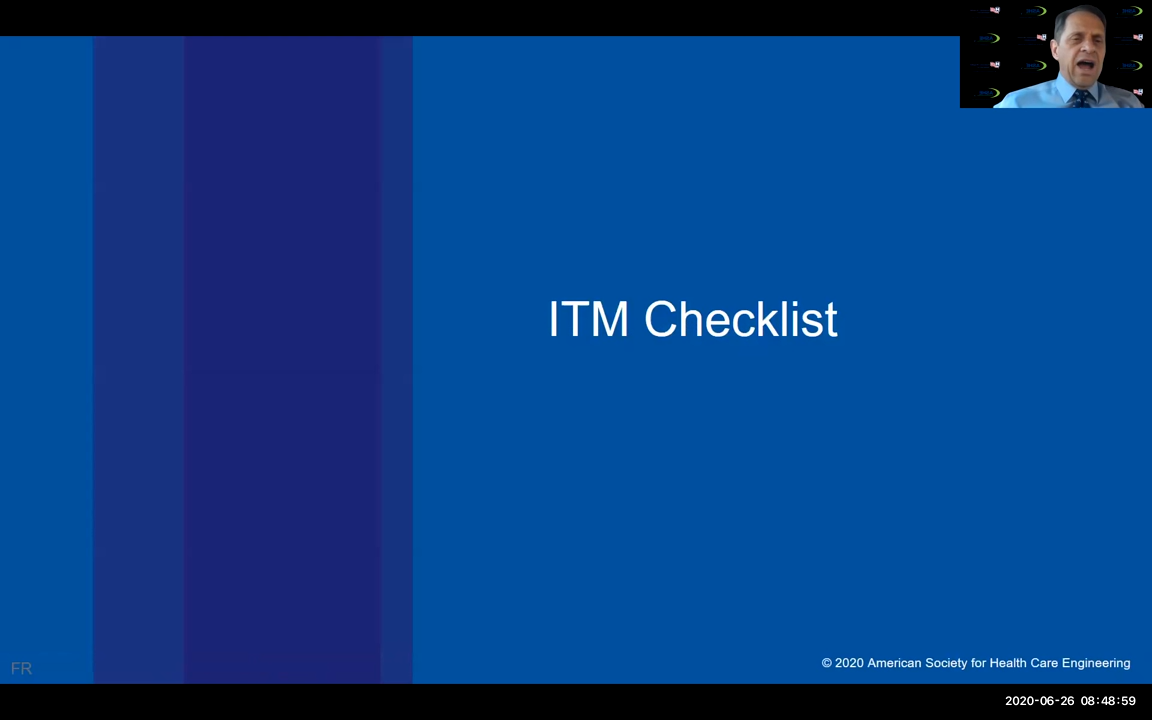 ITM Checklist
FR
© 2020 American Society for Health Care Engineering
2020-06-26 08:48:59